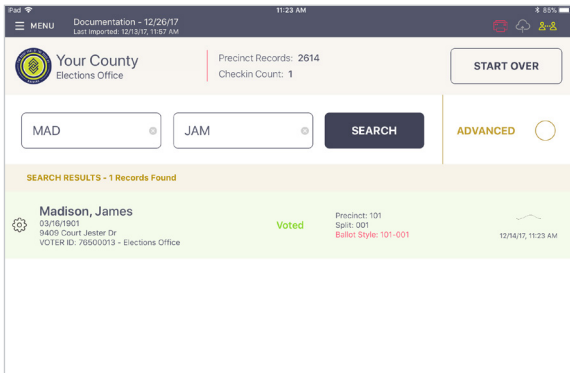 iPad
11:23 AM
85%
MENU
Documentation - 12/26/17
Last Imported: 12/13/17, 11:57 AM
Your County
Elections Office
Precinct Records: 2614
Checkin Count: 1
START OVER
MAD
JAM
SEARCH
ADVANCED
SEARCH RESULTS - 1 Records Found
Madison, James
03/16/1901
9409 Court Jester Dr
VOTER ID: 76500013 - Elections Office
Voted
Precinct: 101
Split: 001
Ballot Style: 101-001
12/14/17, 11:23 AM